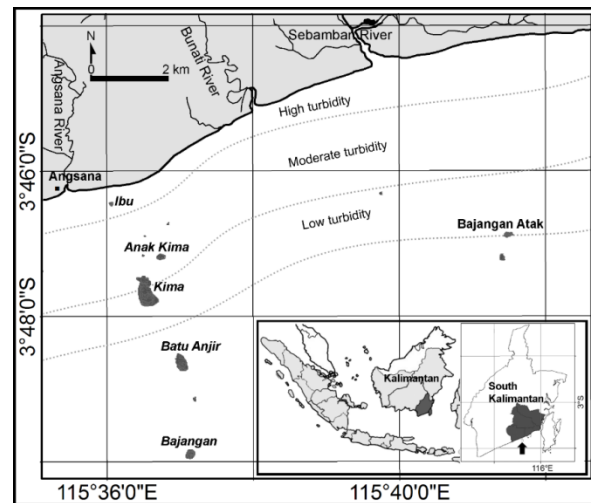 Sebamban River
N
0 2 km
Bunati River
Angsana River
High turbidity
3°46'0"S
Moderate turbidity
Angsana
Ibu
Low turbidity
Bajangan Atak
Anak Kima
Kima
3°48'0"S
Batu Anjir
Kalimantan
South
Kalimantan
3°S
Bajangan
116°E
115°36'0"E 115°40'0"E